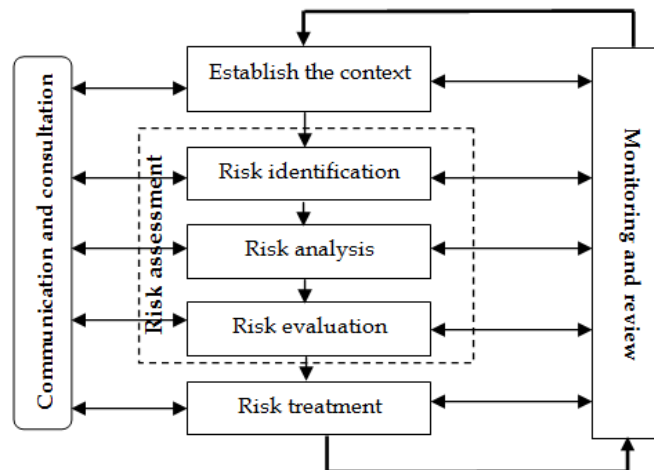 Establish the context
Communication and consultation
Risk assessment
Risk identification
Risk analysis
Risk evaluation
Risk treatment
Monitoring and review